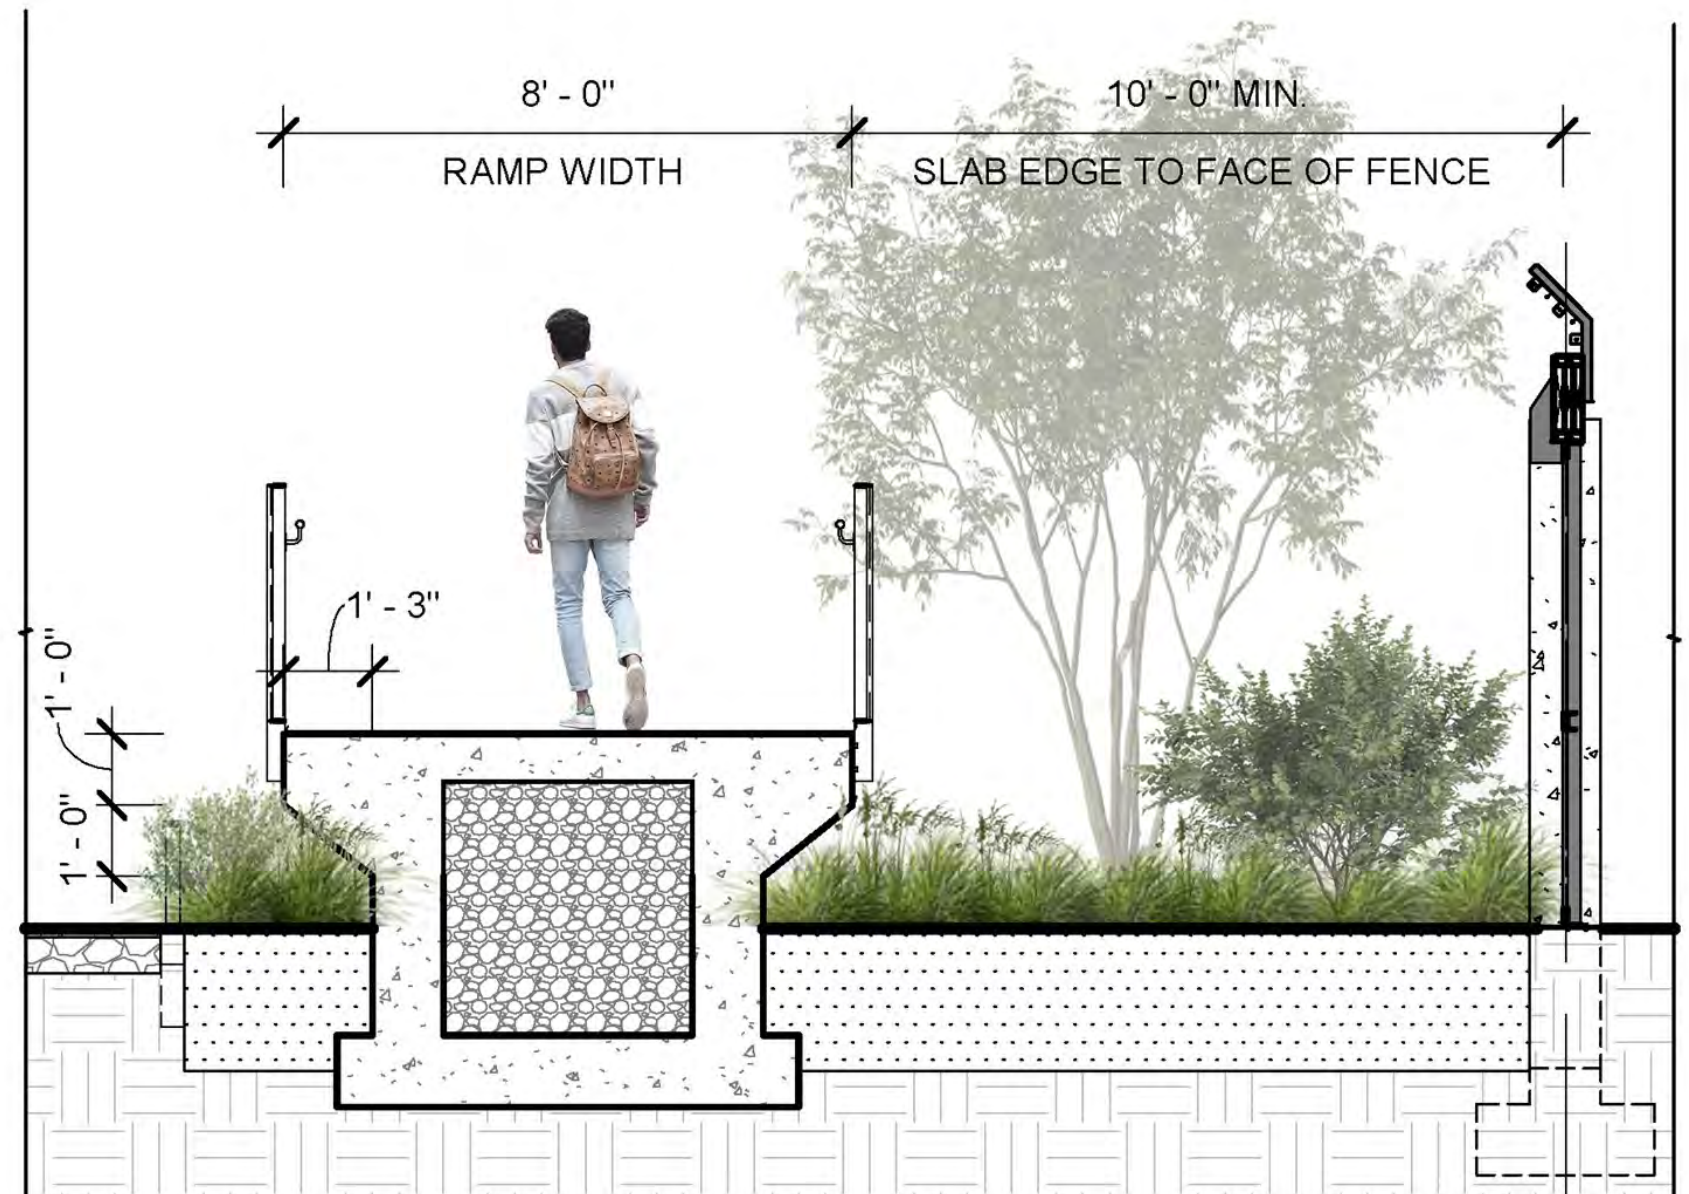 8' - 0"
10' - 0" MIN.
RAMP WIDTH
SLAB EDGE TO FACE OF FENCE
1' - 3"
1' - 0"
1' - 0"